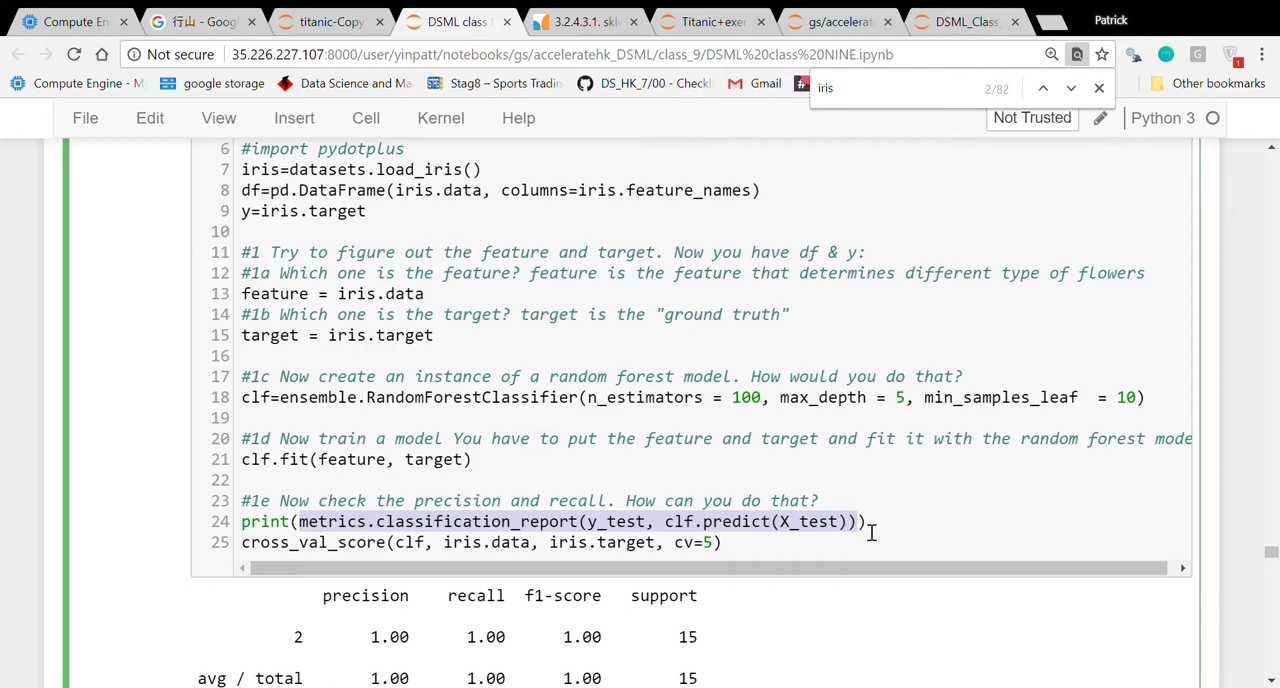 Compute En
行山 - Goog
titanic-Copy
DSML class N
3.2.4.3.1. skle
Titanic+exer
gs/accelerate
DSML_Class_
Patrick
Not secure
35.226.227.107:8000/user/yinpatt/notebooks/gs/acceleratehk_DSML/class_9/DSML%20class%20NINE.ipynb
Compute Engine - My
google storage
Data Science and Ma
Stag8 – Sports Tradin
DS_HK_7/00 - Checkl
Gmail
Other bookmarks
iris
2/82
File Edit View Insert Cell Kernel Help
Not Trusted
Python 3
6 #import pydotplus
7 iris=datasets.load_iris()
8 df=pd.DataFrame(iris.data, columns=iris.feature_names)
9 y=iris.target
10
11 #1 Try to figure out the feature and target. Now you have df & y:
12 #1a Which one is the feature? feature is the feature that determines different type of flowers
13 feature = iris.data
14 #1b Which one is the target? target is the "ground truth"
15 target = iris.target
16
17 #1c Now create an instance of a random forest model. How would you do that?
18 clf=ensemble.RandomForestClassifier(n_estimators = 100, max_depth = 5, min_samples_leaf  = 10)
19
20 #1d Now train a model You have to put the feature and target and fit it with the random forest mode
21 clf.fit(feature, target)
22
23 #1e Now check the precision and recall. How can you do that?
24 print(metrics.classification_report(y_test, clf.predict(X_test)))
25 cross_val_score(clf, iris.data, iris.target, cv=5)
precision recall f1-score support
2 1.00 1.00 1.00 15
avg / total 1.00 1.00 1.00 15